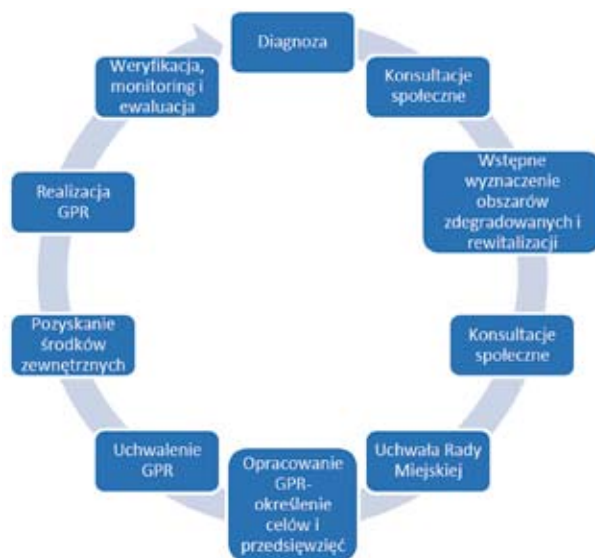 Diagnoza
Konsultacje
społeczne
Wstępne
wyznaczenie
obszarów
zdegradowanych i
rewitalizacji
Konsultacje
społeczne
Uchwała Rady
Miejskiej
Opracowanie
GPR-
określenie
celów i
przedsięwzięć
Uchwalenie
GPR
Pozyskanie
środków
zewnętrznych
Realizacja
GPR
Weryfikacja,
monitoring i
ewaluacja